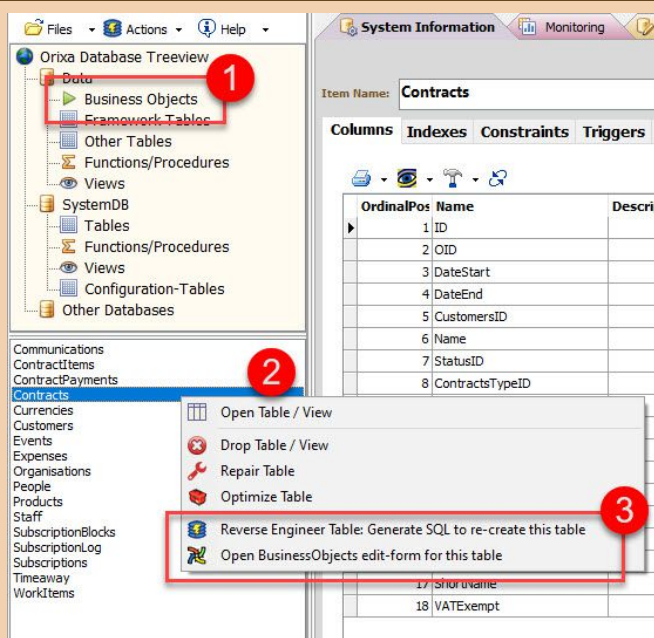 Files Actions Help
Orixa Database Treeview
Data
Business Objects
Framework Tables
Other Tables
Functions/Procedures
Views
SystemDB
Tables
Functions/Procedures
Views
Configuration-Tables
Other Databases
1
Communications
ContractItems
ContractPayments
Contracts
Currencies
Customers
Events
Expenses
Organisations
People
Products
Staff
SubscriptionBlocks
SubscriptionLog
Subscriptions
Timeaway
WorkItems
2
System Information Monitoring
Item Name: Contracts
Columns Indexes Constraints Triggers
OrdinalPos Name Descri
1 ID
2 OID
3 DateStart
4 DateEnd
5 CustomersID
6 Name
7 StatusID
8 ContractsTypeID
Open Table / View
Drop Table / View
Repair Table
Optimize Table
3
Reverse Engineer Table: Generate SQL to re-create this table
Open BusinessObjects edit-form for this table
17 ShortName
18 VATExempt